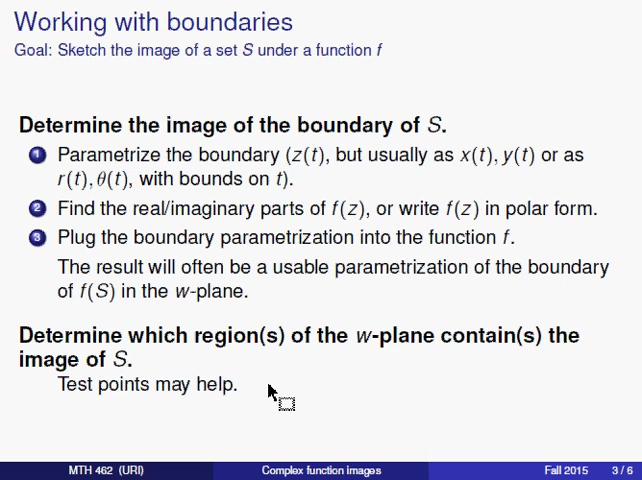 Working with boundaries
Goal: Sketch the image of a set S under a function f
Determine the image of the boundary of S.
1 Parametrize the boundary (z(t), but usually as x(t), y(t) or as
r(t), θ(t), with bounds on t).
2 Find the real/imaginary parts of f(z), or write f(z) in polar form.
3 Plug the boundary parametrization into the function f.
The result will often be a usable parametrization of the boundary
of f(S) in the w-plane.
Determine which region(s) of the w-plane contain(s) the
image of S.
Test points may help.
MTH 462 (URI) Complex function images Fall 2015 3 / 6